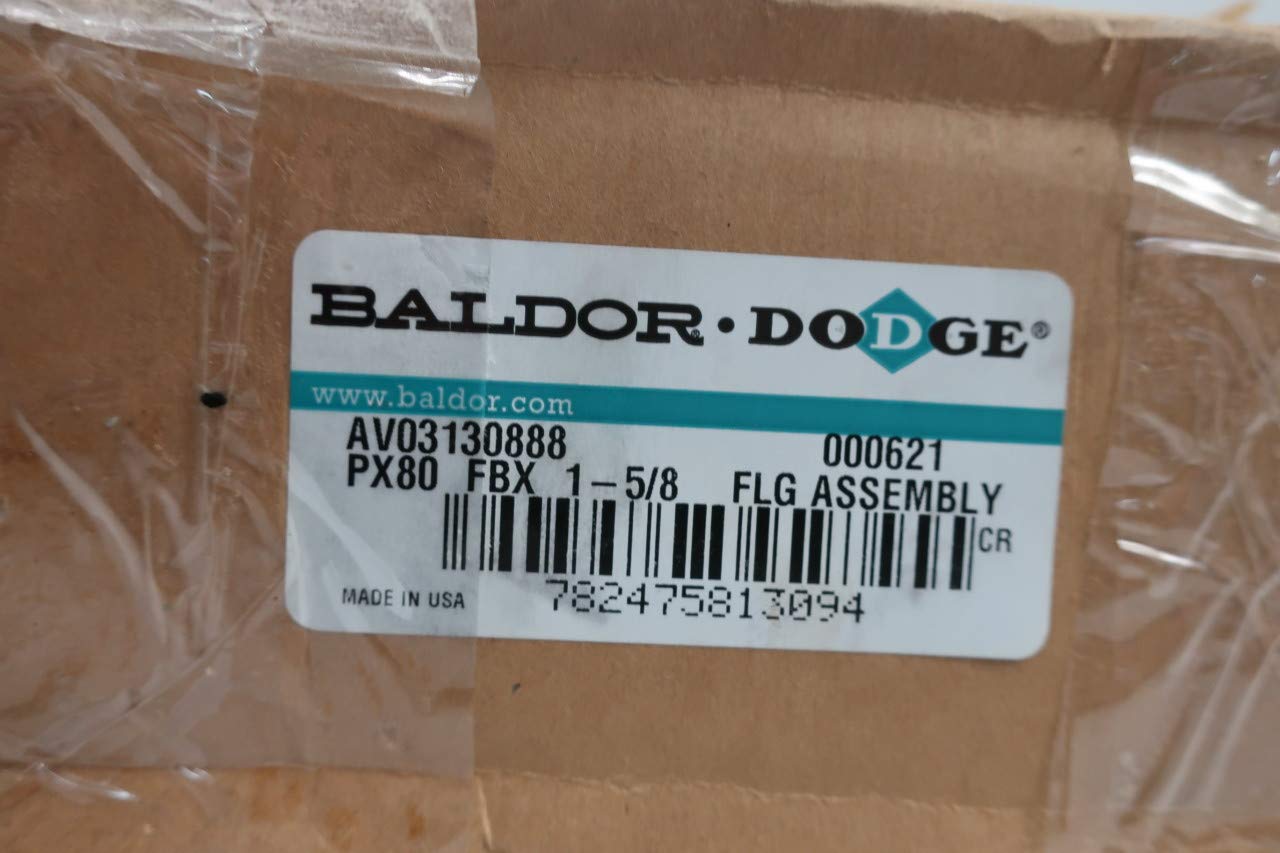 BALDOR® · DODGE®
www.baldor.com
AV03130888 000621
PX80 FBX 1-5/8 FLG ASSEMBLY
CR
MADE IN USA 782475813094